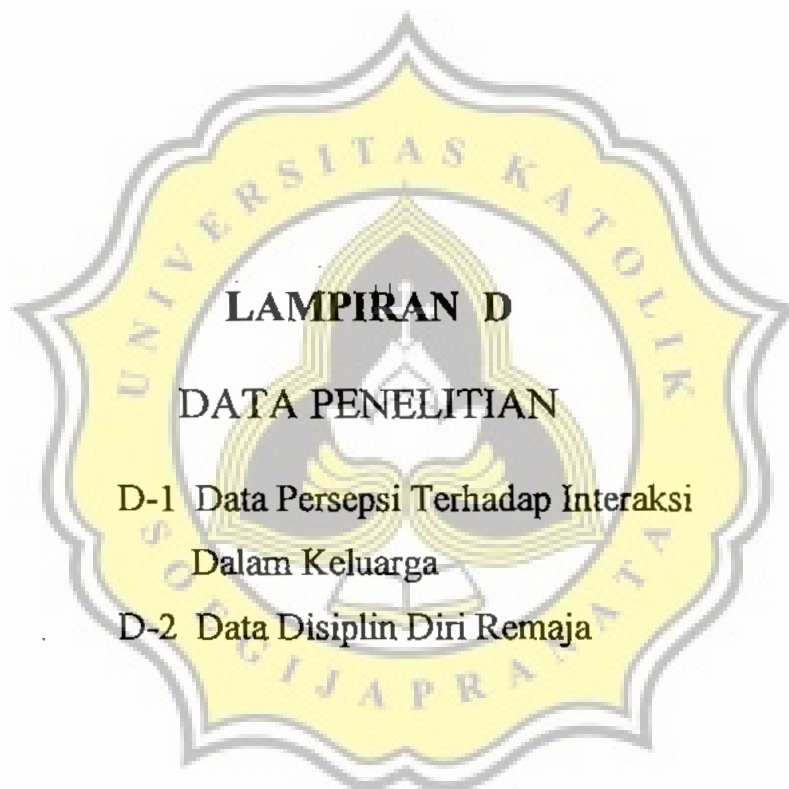 UNIVERSITAS KATOLIK
LAMPIRAN D
DATA PENELITIAN
D-1 Data Persepsi Terhadap Interaksi
Dalam Keluarga
D-2 Data Disiplin Diri Remaja
SOEGIJAPRANATA